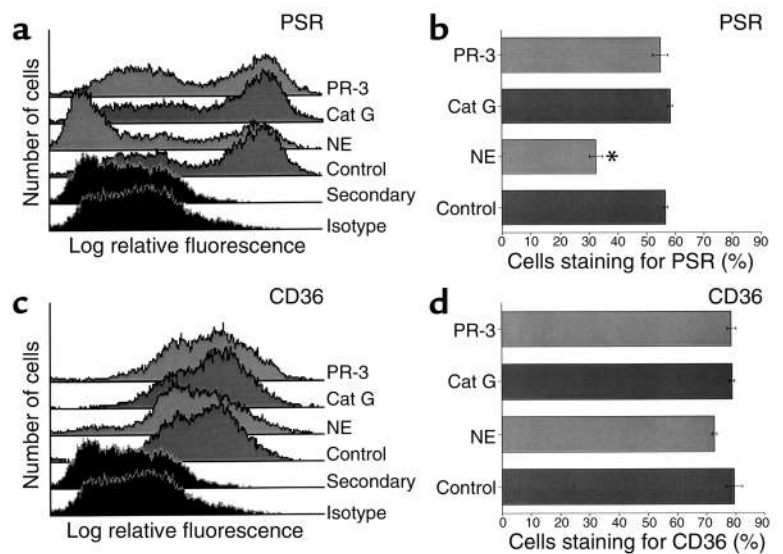 a
PSR
Number of cells
PR-3
Cat G
NE
Control
Secondary
Isotype
Log relative fluorescence
b
PSR
PR-3
Cat G
NE
*
Control
0 10 20 30 40 50 60 70 80 90
Cells staining for PSR (%)
c
CD36
Number of cells
PR-3
Cat G
NE
Control
Secondary
Isotype
Log relative fluorescence
d
CD36
PR-3
Cat G
NE
Control
0 10 20 30 40 50 60 70 80 90
Cells staining for CD36 (%)